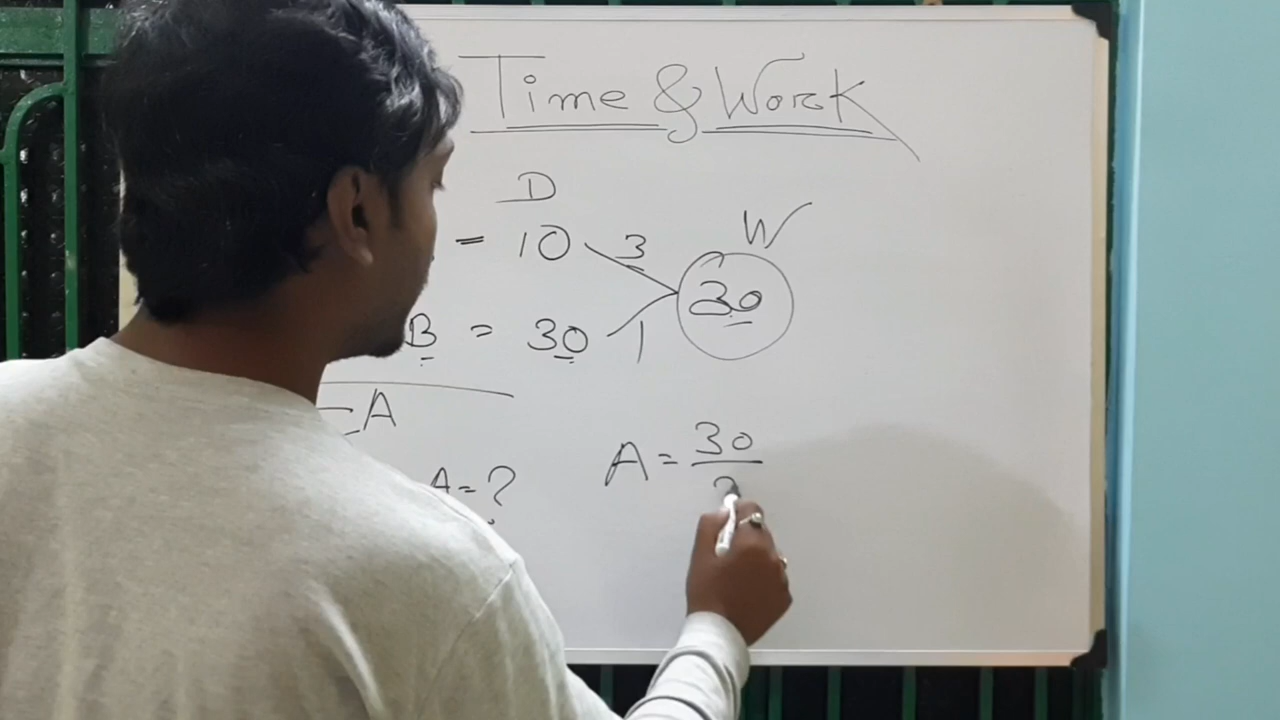 Time & Work
D
W
= 10 3
30
B = 30 1
A
A = ?
A = 30